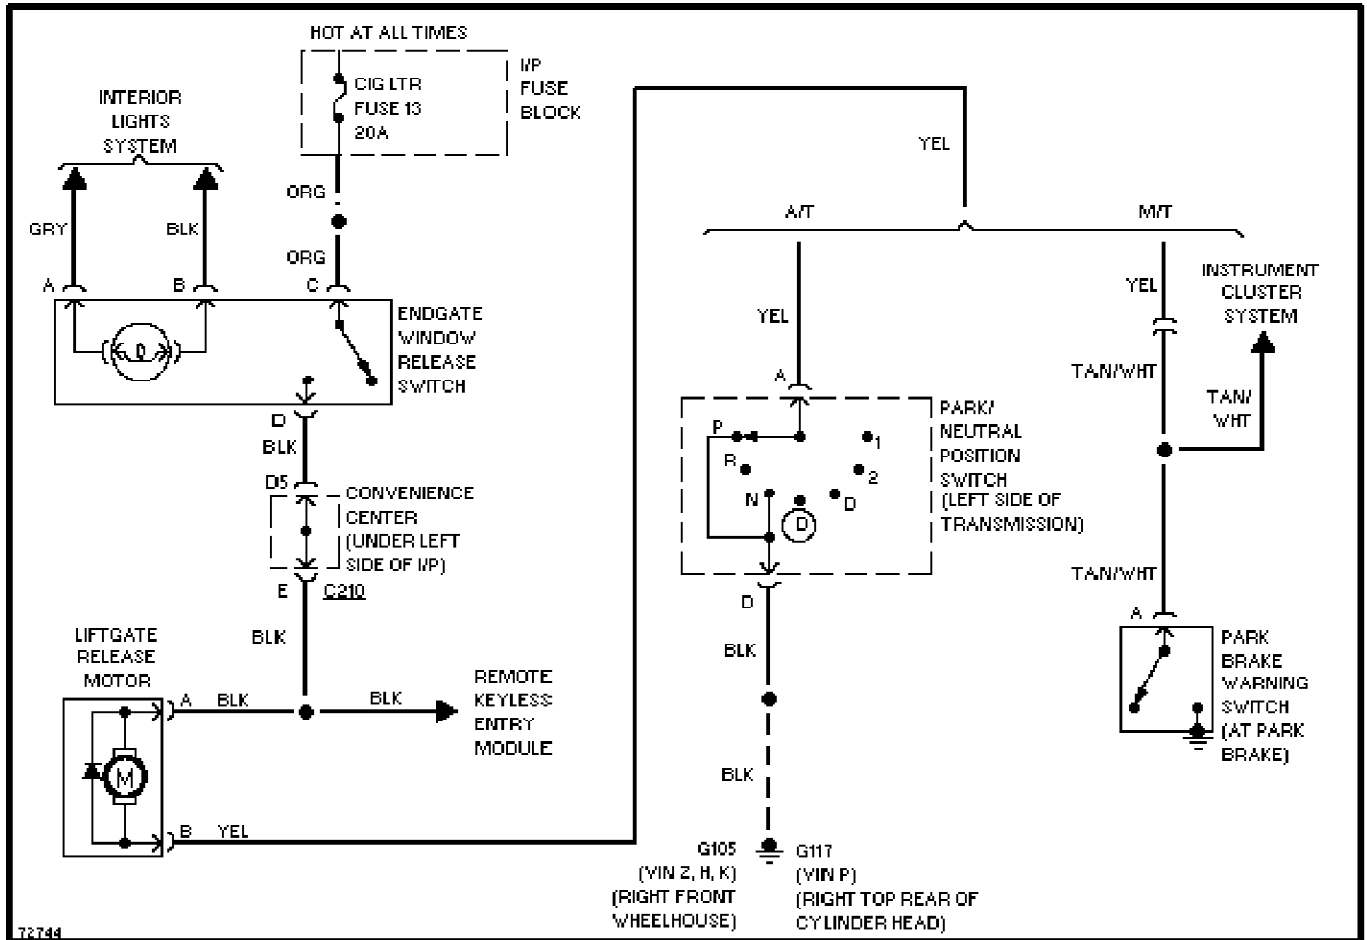 HOT AT ALL TIMES
CIG LTR
FUSE 13
20A
I/P
FUSE
BLOCK
INTERIOR
LIGHTS
SYSTEM
ORG
GRY
BLK
ORG
A
B
C
ENDGATE
WINDOW
RELEASE
SWITCH
D
BLK
D5
CONVENIENCE
CENTER
(UNDER LEFT
SIDE OF I/P)
E
C210
BLK
LIFTGATE
RELEASE
MOTOR
A
BLK
BLK
REMOTE
KEYLESS
ENTRY
MODULE
M
B
YEL
YEL
A/T
M/T
YEL
A
P
R
N
D
D
2
1
PARK/
NEUTRAL
POSITION
SWITCH
(LEFT SIDE OF
TRANSMISSION)
D
BLK
BLK
G105
(VIN Z, H, K)
(RIGHT FRONT
WHEELHOUSE)
G117
(VIN P)
(RIGHT TOP REAR OF
CYLINDER HEAD)
YEL
INSTRUMENT
CLUSTER
SYSTEM
TAN/WHT
TAN/
WHT
TAN/WHT
A
PARK
BRAKE
WARNING
SWITCH
(AT PARK
BRAKE)
72744